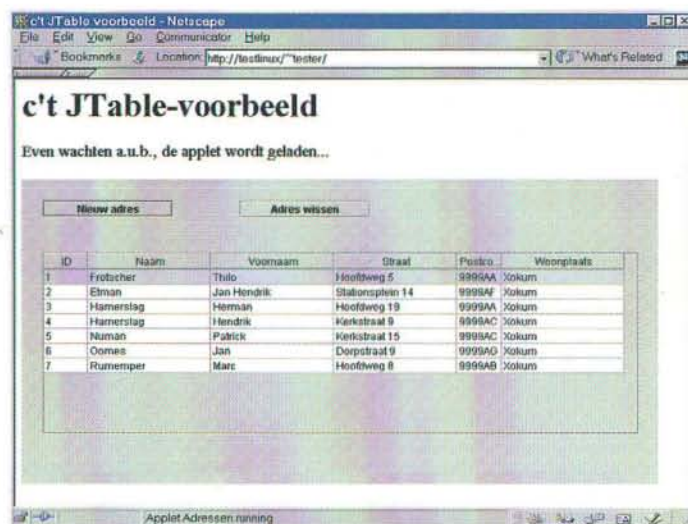 c't JTable voorbeeld - Netscape
File Edit View Go Communicator Help
Bookmarks Location: http://testlinux/~tester/ What's Related
c't JTable-voorbeeld
Even wachten a.u.b., de applet wordt geladen...
Nieuw adres Adres wissen
ID Naam Voornaam Straat Postco... Woonplaats
1 Frotscher Thilo Hoofdweg 5 9999AA Xokum
2 Etman Jan Hendrik Stationsplein 14 9999AF Xokum
3 Hamerslag Herman Hoofdweg 19 9999AA Xokum
4 Hamerslag Hendrik Kerkstraat 9 9999AC Xokum
5 Numan Patrick Kerkstraat 15 9999AC Xokum
6 Oomes Jan Dorpstraat 9 9999AG Xokum
7 Rumemper Marc Hoofdweg 8 9999AB Xokum
Applet Adressen running